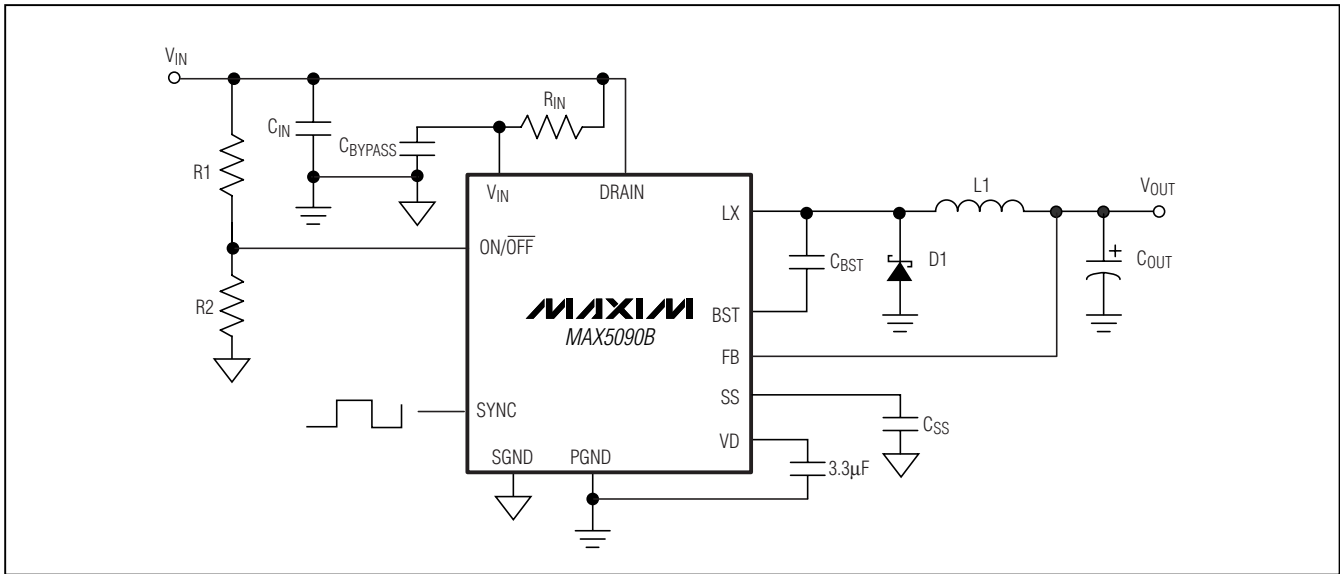 VIN
RIN
CIN
CBYPASS
R1
VIN
DRAIN
L1
VOUT
LX
ON/OFF
CBST
D1
COUT
+
R2
MAXIM
MAX5090B
BST
FB
SS
SYNC
CSS
VD
SGND
PGND
3.3µF